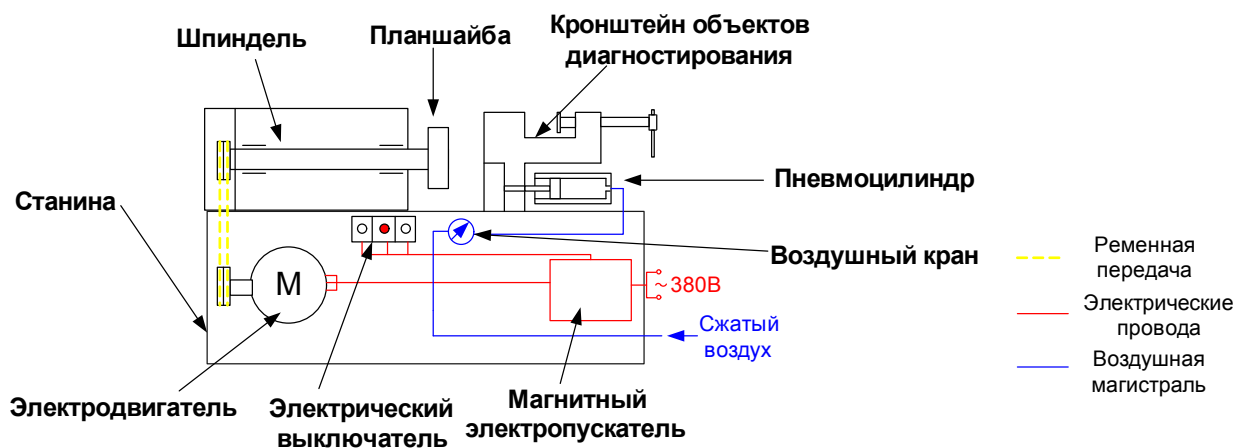 Шпиндель
Планшайба
Кронштейн объектов
диагностирования
Станина
Пневмоцилиндр
Воздушный кран
М
~380В
Сжатый
воздух
Электродвигатель
Электрический
выключатель
Магнитный
электропускатель
Ременная
передача
Электрические
провода
Воздушная
магистраль